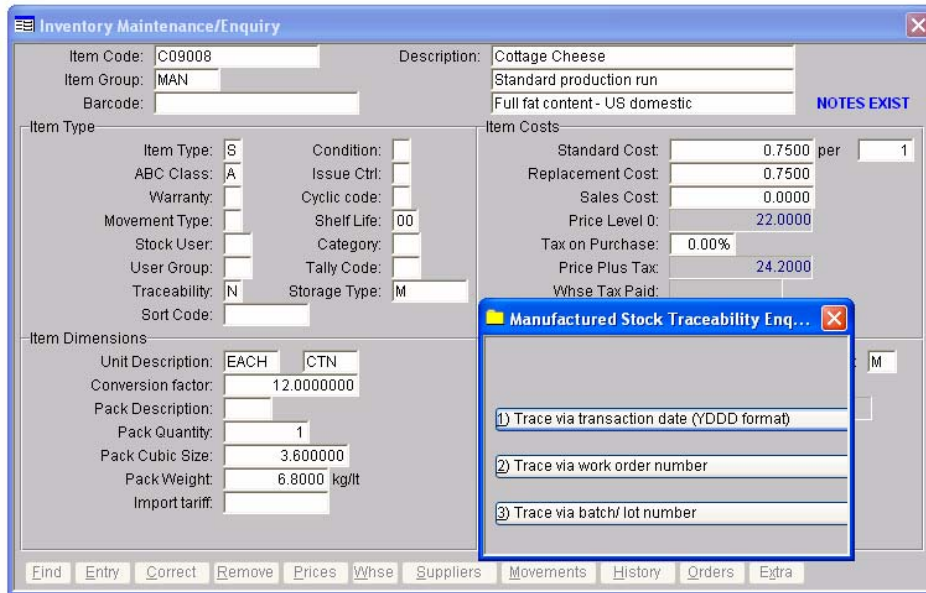 Inventory Maintenance/Enquiry
Item Code: C09008 Description: Cottage Cheese
Item Group: MAN Standard production run
Barcode: Full fat content - US domestic NOTES EXIST
Item Type Item Costs
Item Type: S Condition: Standard Cost: 0.7500 per 1
ABC Class: A Issue Ctrl: Replacement Cost: 0.7500
Warranty: Cyclic code: Sales Cost: 0.0000
Movement Type: Shelf Life: 00 Price Level 0: 22.0000
Stock User: Category: Tax on Purchase: 0.00%
User Group: Tally Code: Price Plus Tax: 24.2000
Traceability: N Storage Type: M Whse Tax Paid:
Sort Code: Manufactured Stock Traceability Enq...
Item Dimensions
Unit Description: EACH CTN M
Conversion factor: 12.0000000
Pack Description:
Pack Quantity: 1 1) Trace via transaction date (YDDD format)
Pack Cubic Size: 3.600000 2) Trace via work order number
Pack Weight: 6.8000 kg/lt
Import tariff: 3) Trace via batch/ lot number
Find Entry Correct Remove Prices Whse Suppliers Movements History Orders Extra